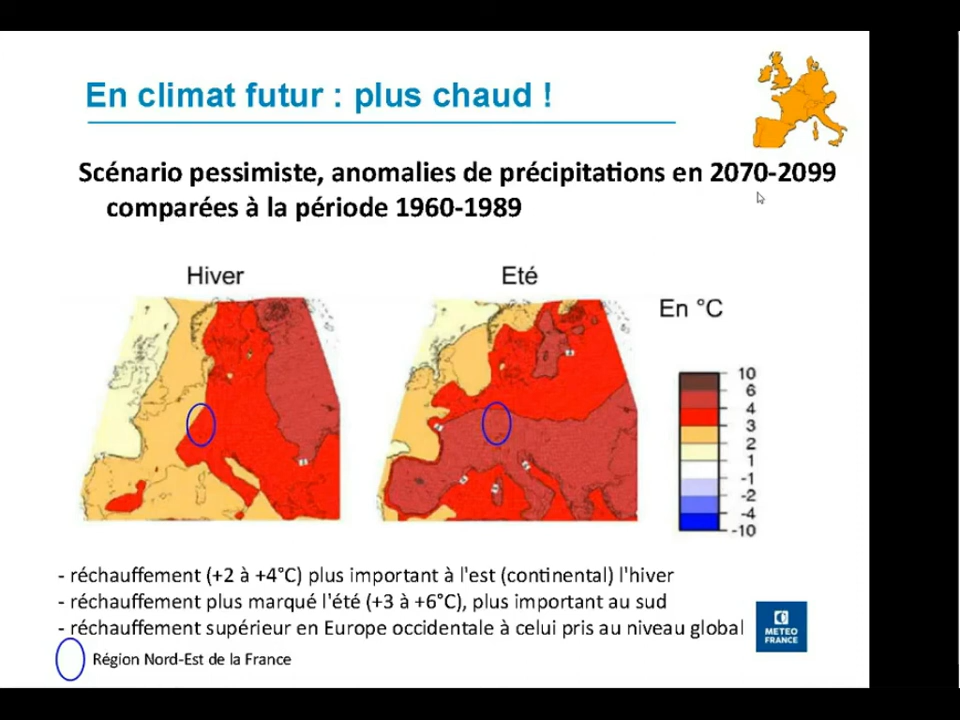 En climat futur : plus chaud !
Scénario pessimiste, anomalies de précipitations en 2070-2099
comparées à la période 1960-1989
Hiver
Eté
En °C
10
6
4
3
2
1
-1
-2
-4
-10
- réchauffement (+2 à +4°C) plus important à l'est (continental) l'hiver
- réchauffement plus marqué l'été (+3 à +6°C), plus important au sud
- réchauffement supérieur en Europe occidentale à celui pris au niveau global
METEO
FRANCE
Région Nord-Est de la France